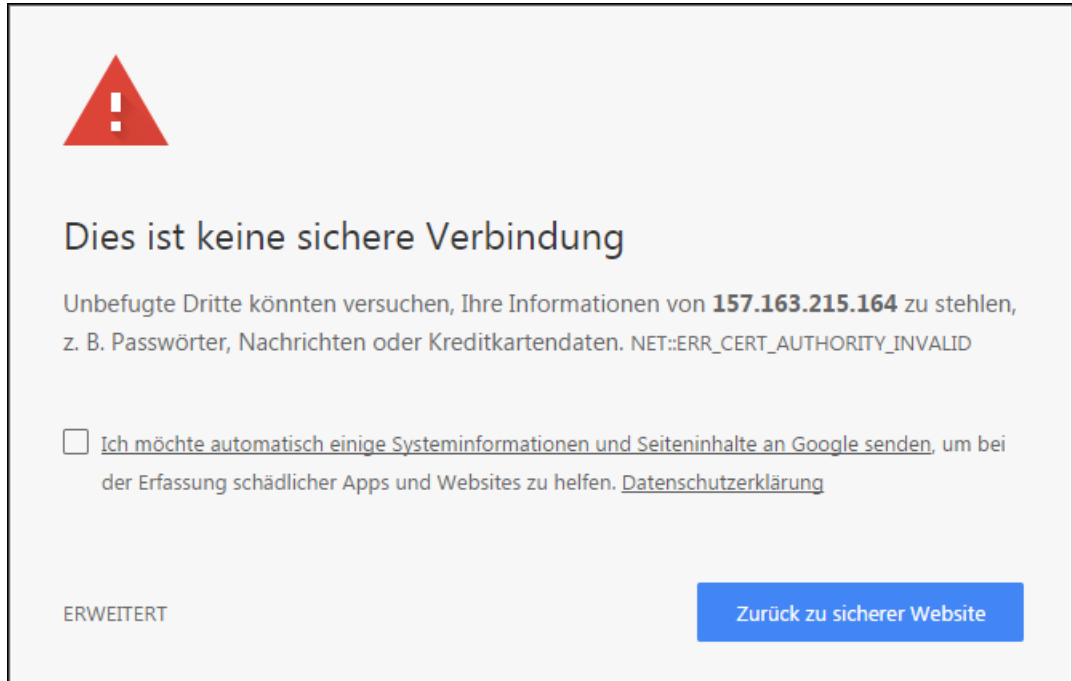 Dies ist keine sichere Verbindung
Unbefugte Dritte könnten versuchen, Ihre Informationen von 157.163.215.164 zu stehlen,
z. B. Passwörter, Nachrichten oder Kreditkartendaten. NET::ERR_CERT_AUTHORITY_INVALID
Ich möchte automatisch einige Systeminformationen und Seiteninhalte an Google senden, um bei
der Erfassung schädlicher Apps und Websites zu helfen. Datenschutzerklärung
ERWEITERT
Zurück zu sicherer Website